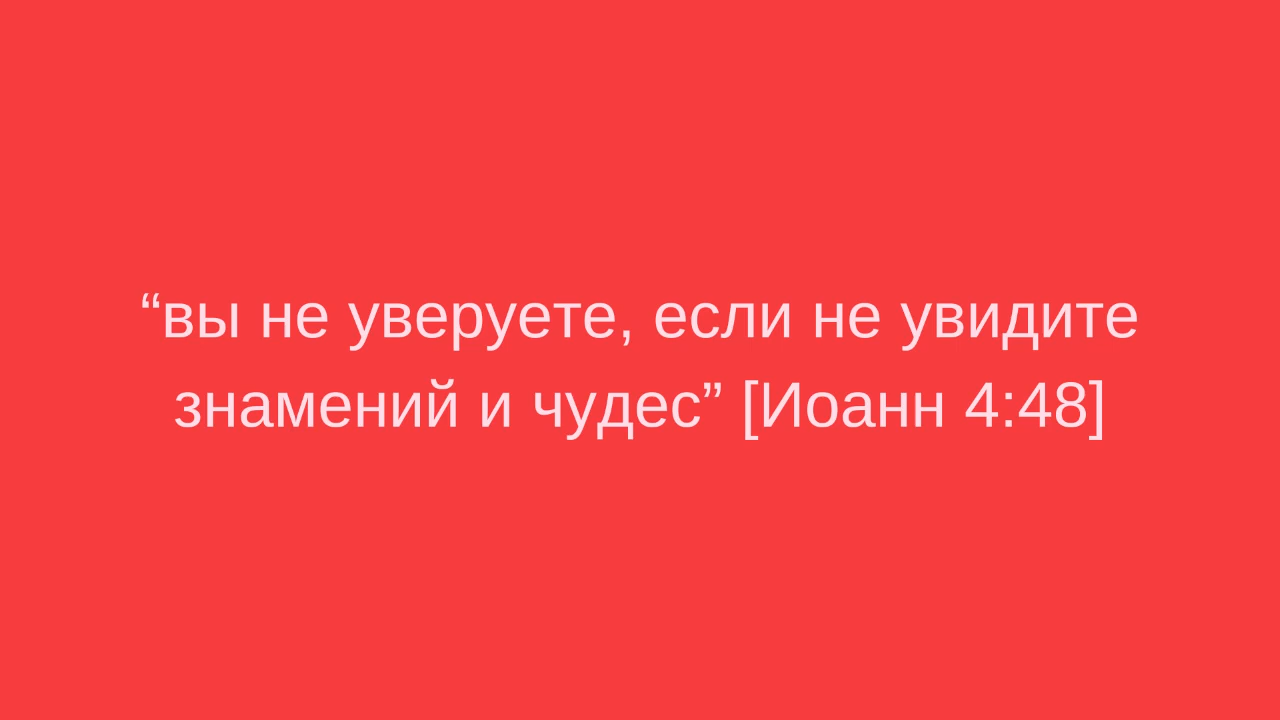 “вы не уверуете, если не увидите
знамений и чудес” [Иоанн 4:48]